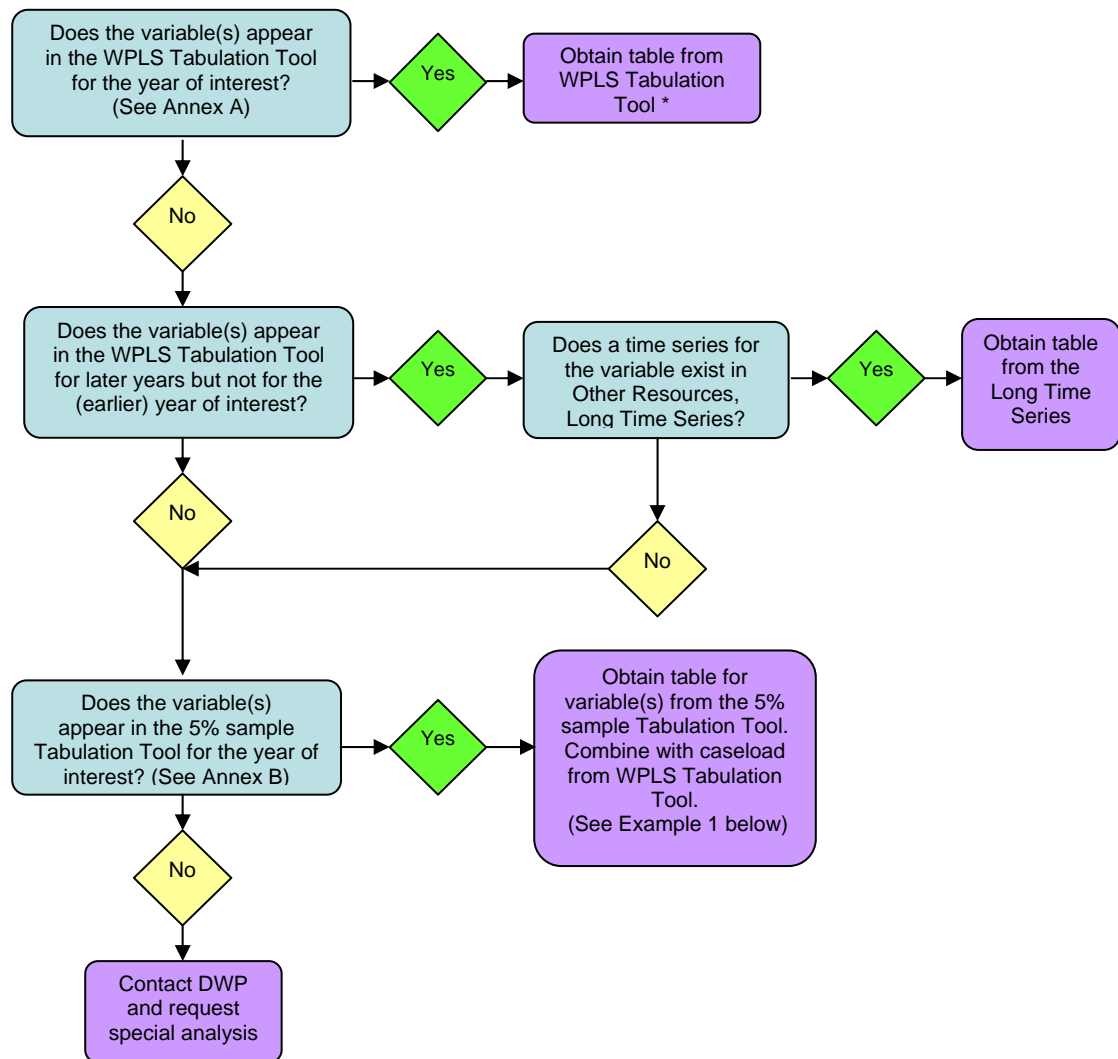 Does the variable(s) appear
in the WPLS Tabulation Tool
for the year of interest?
(See Annex A)
Yes
Obtain table from
WPLS Tabulation
Tool *
No
Does the variable(s) appear
in the WPLS Tabulation Tool
for later years but not for the
(earlier) year of interest?
Yes
Does a time series for
the variable exist in
Other Resources,
Long Time Series?
Yes
Obtain table
from the
Long Time
Series
No
No
Does the variable(s)
appear in the 5% sample
Tabulation Tool for the year of
interest? (See Annex B)
Yes
Obtain table for
variable(s) from the 5%
sample Tabulation Tool.
Combine with caseload
from WPLS Tabulation
Tool.
(See Example 1 below)
No
Contact DWP
and request
special analysis